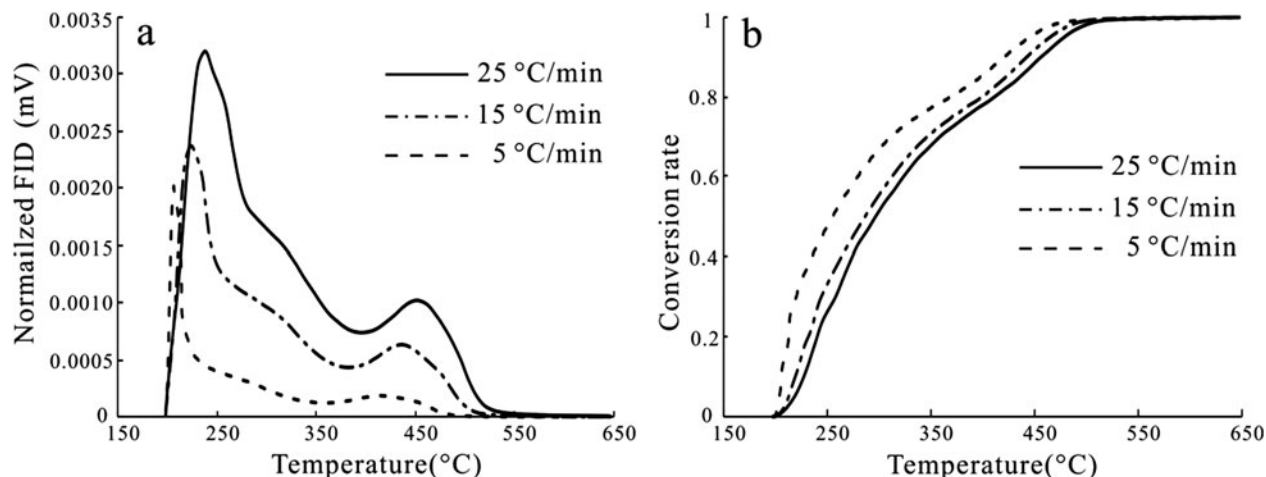 a
0.0035
0.0030
0.0025
0.0020
0.0015
0.0010
0.0005
0
Normailzed FID (mV)
25 °C/min
15 °C/min
5 °C/min
150 250 350 450 550 650
Temperature(°C)
b
1
0.8
0.6
0.4
0.2
0
Conversion rate
25 °C/min
15 °C/min
5 °C/min
150 250 350 450 550 650
Temperature(°C)